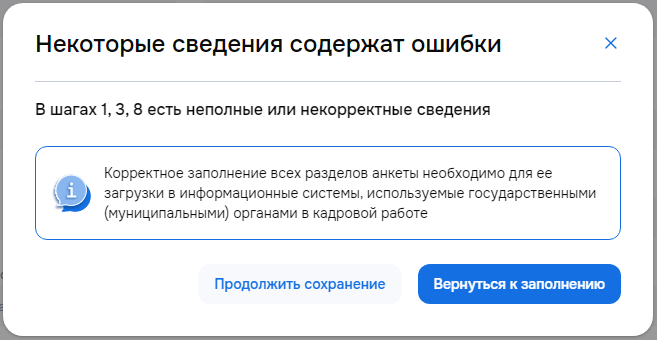 Некоторые сведения содержат ошибки
В шагах 1, 3, 8 есть неполные или некорректные сведения
Корректное заполнение всех разделов анкеты необходимо для ее
загрузки в информационные системы, используемые государственными
(муниципальными) органами в кадровой работе
Продолжить сохранение
Вернуться к заполнению